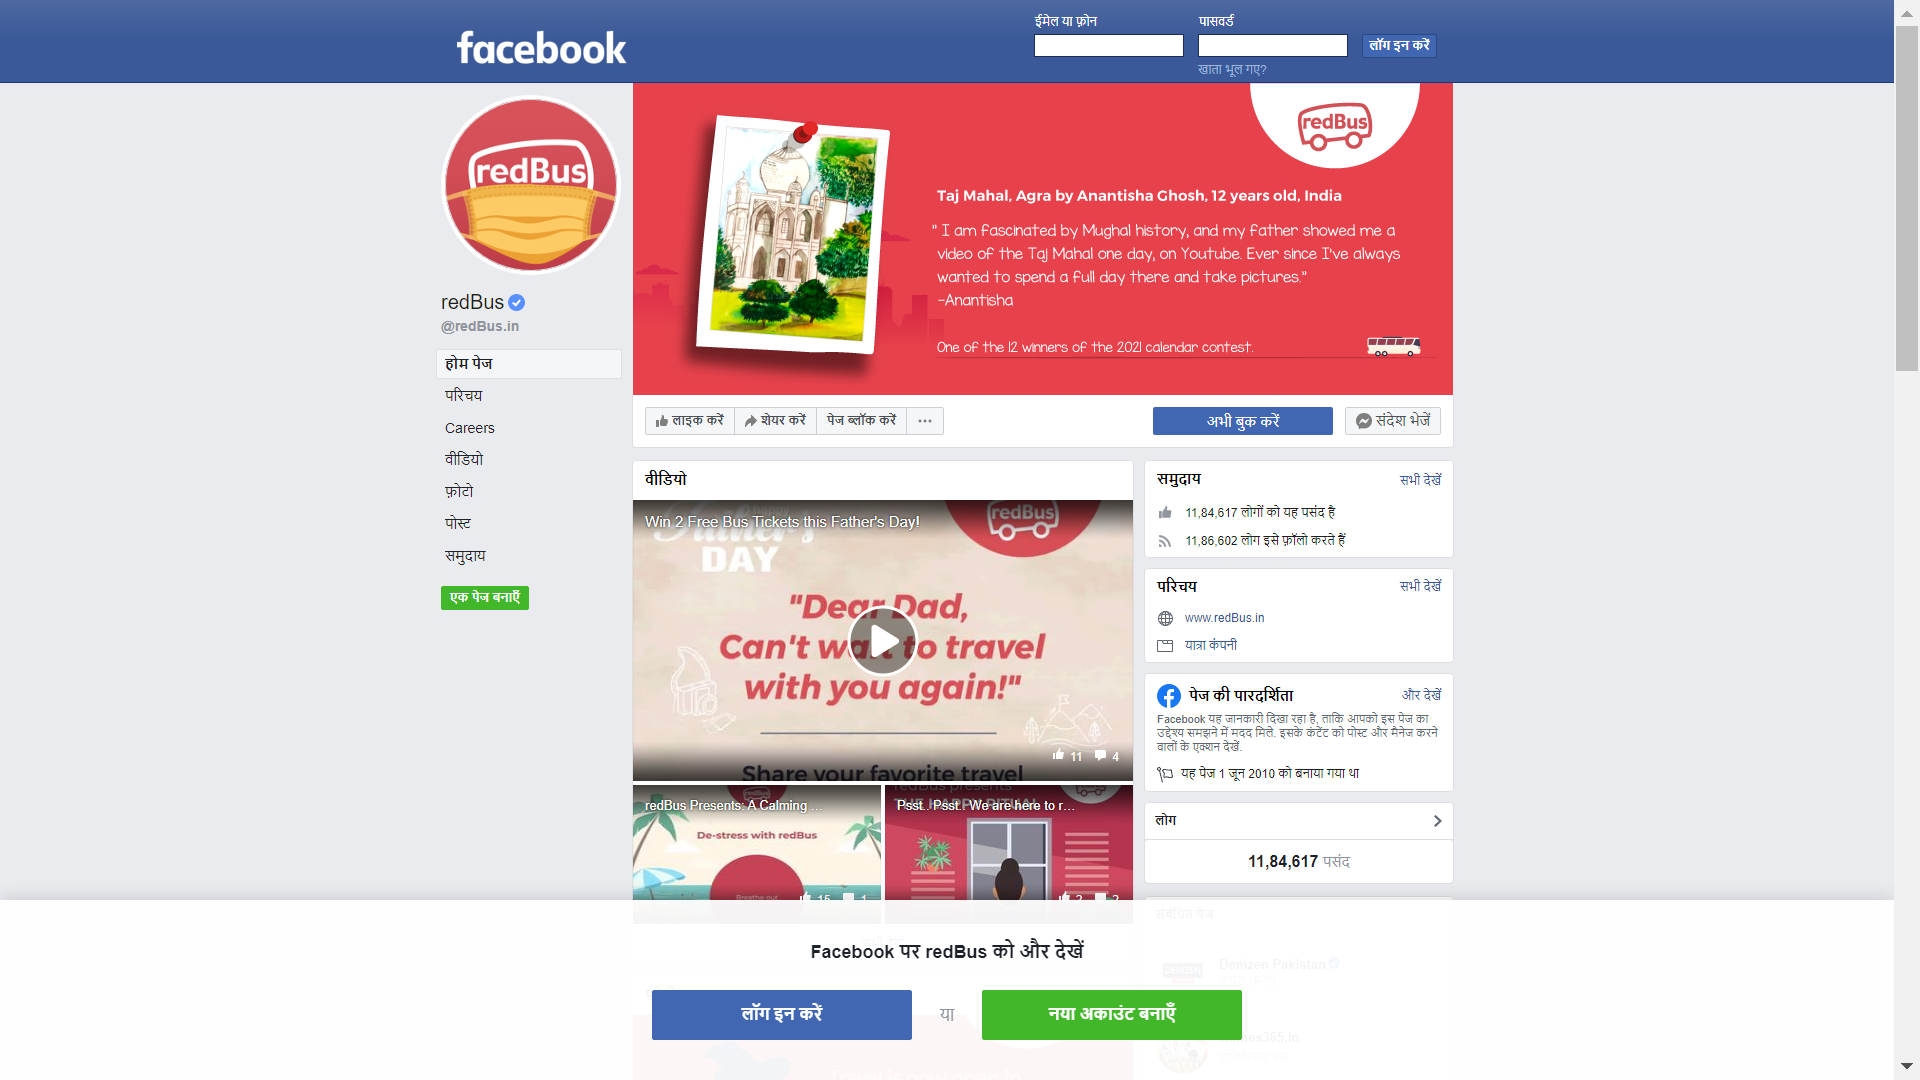 facebook
ईमेल या फ़ोन
पासवर्ड
लॉग इन करें
खाता भूल गए?
redBus
redBus
@redBus.in
होम पेज
परिचय
Careers
वीडियो
फ़ोटो
पोस्ट
समुदाय
एक पेज बनाएँ
redBus
Taj Mahal, Agra by Anantisha Ghosh, 12 years old, India
" I am fascinated by Mughal history, and my father showed me a
video of the Taj Mahal one day, on Youtube. Ever since I've always
wanted to spend a full day there and take pictures."
-Anantisha
One of the 12 winners of the 2021 calendar contest.
लाइक करें
शेयर करें
पेज ब्लॉक करें
...
अभी बुक करें
संदेश भेजें
वीडियो
Win 2 Free Bus Tickets this Father's Day!
redBus
Father's
DAY
"Dear Dad,
Can't wait to travel
with you again!"
11
4
Share your favorite travel
redBus Presents: A Calming ...
De-stress with redBus
15
1
redBus presents
THE HAPPY RITUAL
Psst.. Psst.. We are here to r...
2
2
समुदाय
सभी देखें
11,84,617 लोगों को यह पसंद है
11,86,602 लोग इसे फ़ॉलो करते हैं
परिचय
सभी देखें
www.redBus.in
यात्रा कंपनी
पेज की पारदर्शिता
और देखें
Facebook यह जानकारी दिखा रहा है, ताकि आपको इस पेज का
उद्देश्य समझने में मदद मिले. इसके कंटेंट को पोस्ट और मैनेज करने
वालों के एक्शन देखें.
यह पेज 1 जून 2010 को बनाया गया था
लोग
11,84,617 पसंद
संबंधित पेज
Denizen Pakistan
Facebook पर redBus को और देखें
लॉग इन करें
या
नया अकाउंट बनाएँ